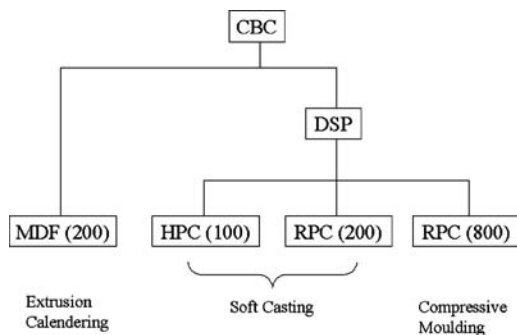 CBC
DSP
MDF (200)
HPC (100)
RPC (200)
RPC (800)
Extrusion
Calendering
Soft Casting
Compressive
Moulding